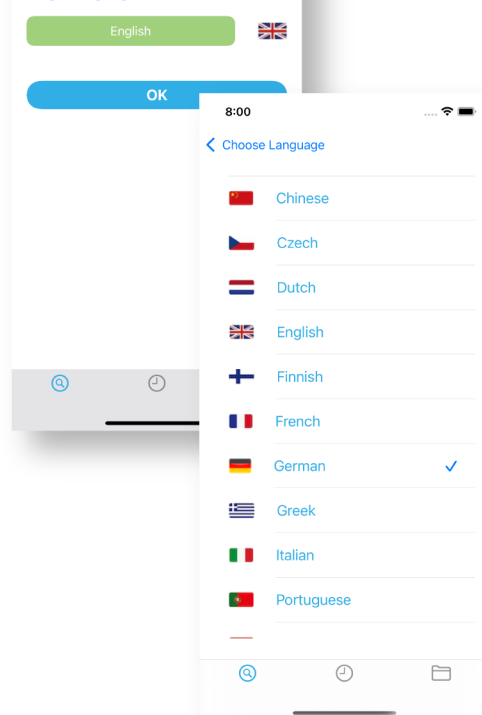 English
OK
8:00
Choose Language
Chinese
Czech
Dutch
English
Finnish
French
German
Greek
Italian
Portuguese